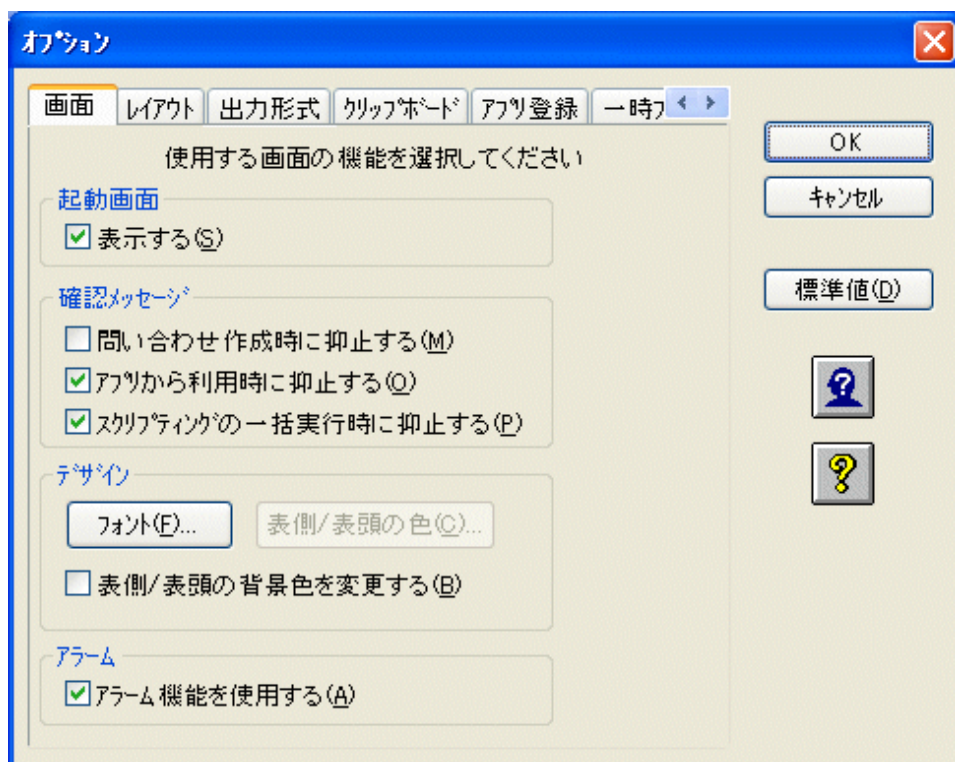 ｵﾌﾟｼｮﾝ
画面 ﾚｲｱｳﾄ 出力形式 ｸﾘｯﾌﾟﾎﾞｰﾄﾞ ｱﾌﾟﾘ登録 一時ﾌ
使用する画面の機能を選択してください
起動画面
表示する(S)
確認ﾒｯｾｰｼﾞ
問い合わせ作成時に抑止する(M)
ｱﾌﾟﾘから利用時に抑止する(O)
ｽｸﾘﾌﾟﾃｨﾝｸﾞの一括実行時に抑止する(P)
ﾃﾞｻﾞｲﾝ
ﾌｫﾝﾄ(F)... 表側/表頭の色(C)...
表側/表頭の背景色を変更する(B)
ｱﾗｰﾑ
ｱﾗｰﾑ機能を使用する(A)
OK
ｷｬﾝｾﾙ
標準値(D)